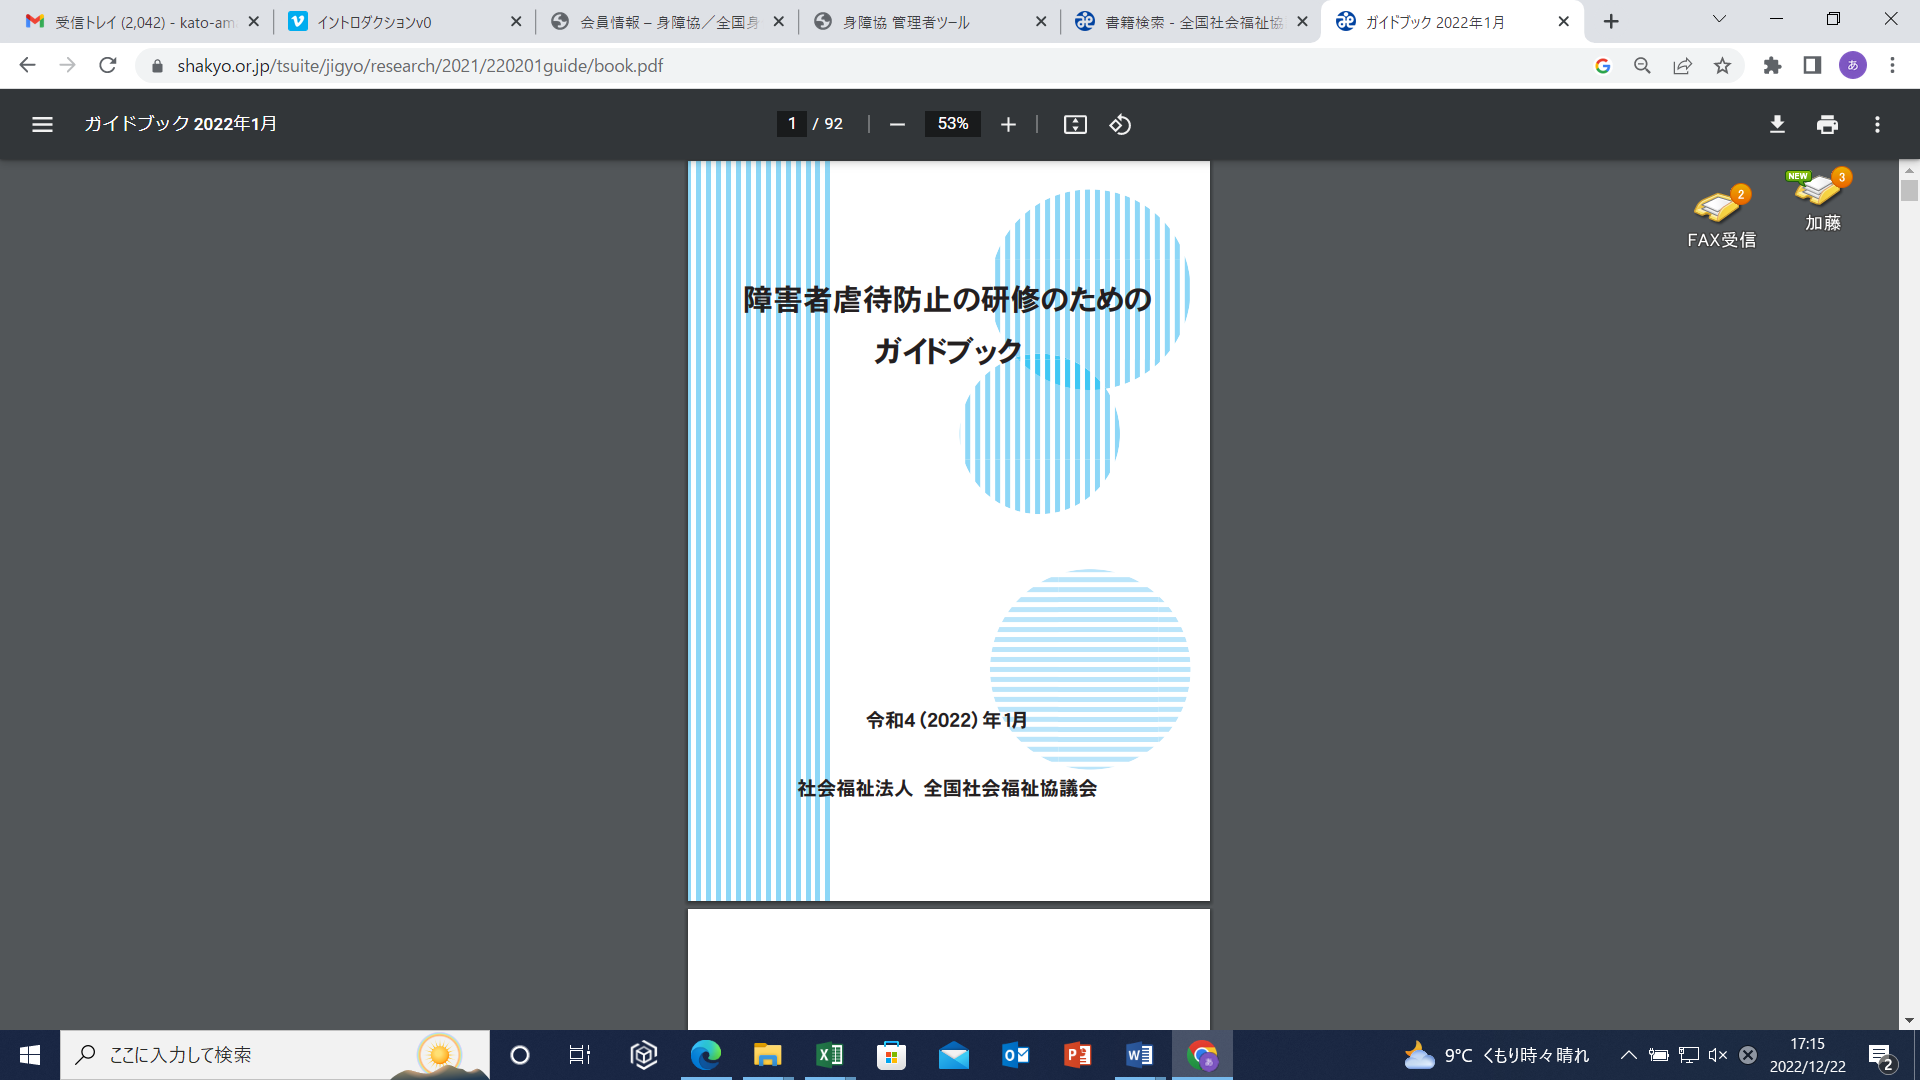 受信トレイ (2,042) - kato-am
イントロダクションv0
会員情報 – 身障協／全国身
身障協 管理者ツール
書籍検索 - 全国社会福祉協
ガイドブック 2022年1月
shakyo.or.jp/tsuite/jigyo/research/2021/220201guide/book.pdf
あ
ガイドブック 2022年1月
1 / 92
53%
NEW
3
加藤
2
FAX受信
障害者虐待防止の研修のための
ガイドブック
令和4（2022）年1月
社会福祉法人 全国社会福祉協議会
ここに入力して検索
9°C くもり時々晴れ
17:15
2022/12/22
2